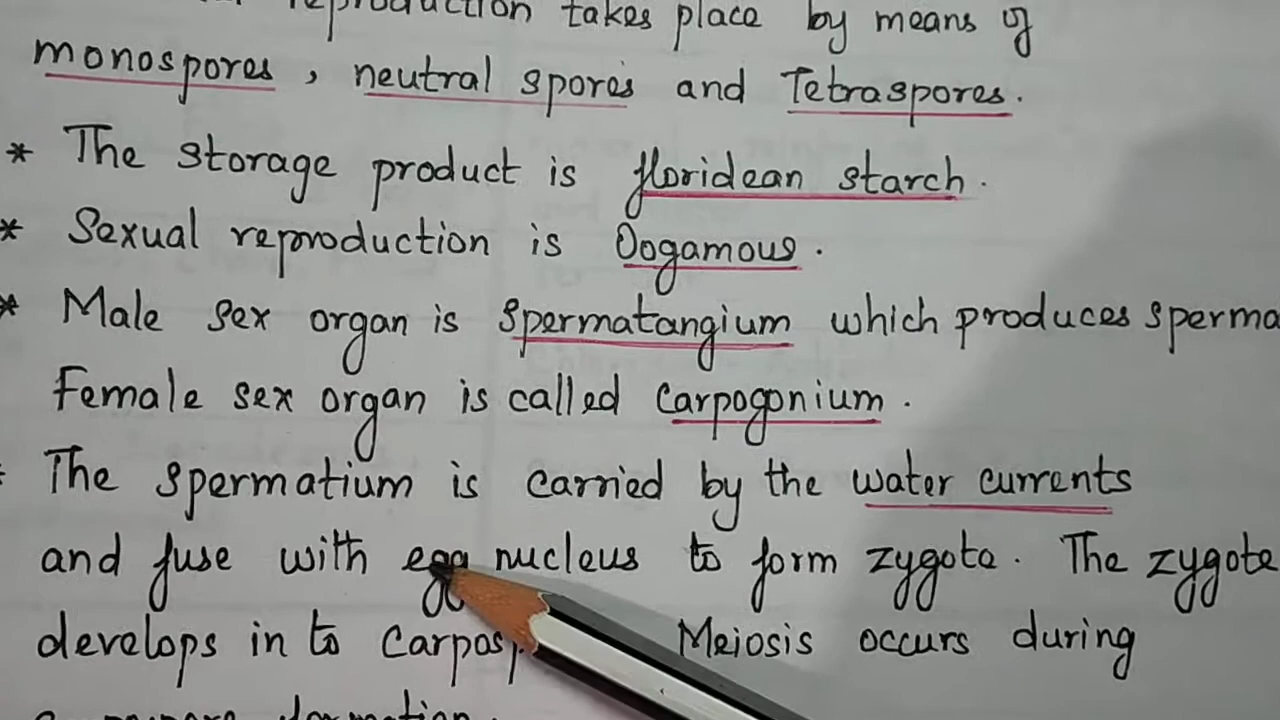 reproduction takes place by means of
monospores, neutral spores and Tetraspores.
* The storage product is floridean starch.
* Sexual reproduction is Oogamous.
* Male sex organ is spermatangium which produces sperma
Female sex organ is called carpogonium.
* The spermatium is carried by the water currents
and fuse with egg nucleus to form zygote. The zygote
develops in to Carposp Meiosis occurs during
formation.